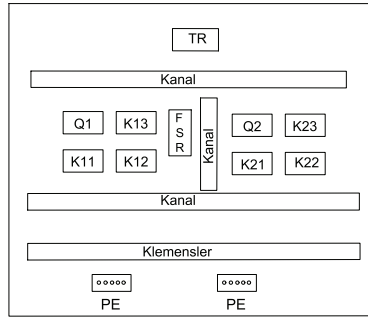 TR
Kanal
Q1 K13 F S R Kanal Q2 K23
K11 K12 K21 K22
Kanal
Klemensler
PE PE